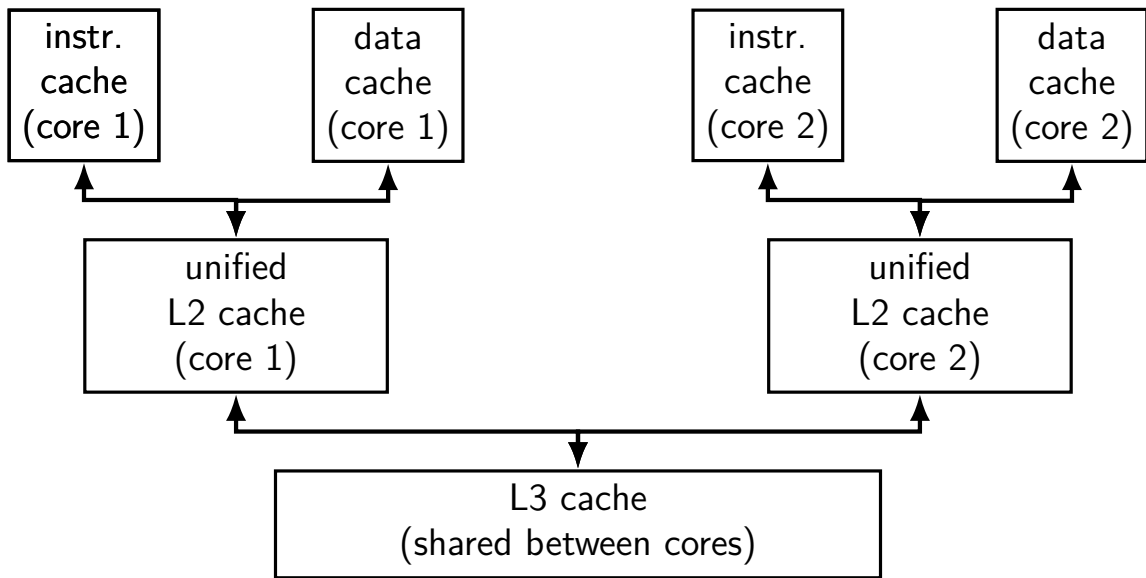 instr.
cache
(core 1)
data
cache
(core 1)
instr.
cache
(core 2)
data
cache
(core 2)
unified
L2 cache
(core 1)
unified
L2 cache
(core 2)
L3 cache
(shared between cores)